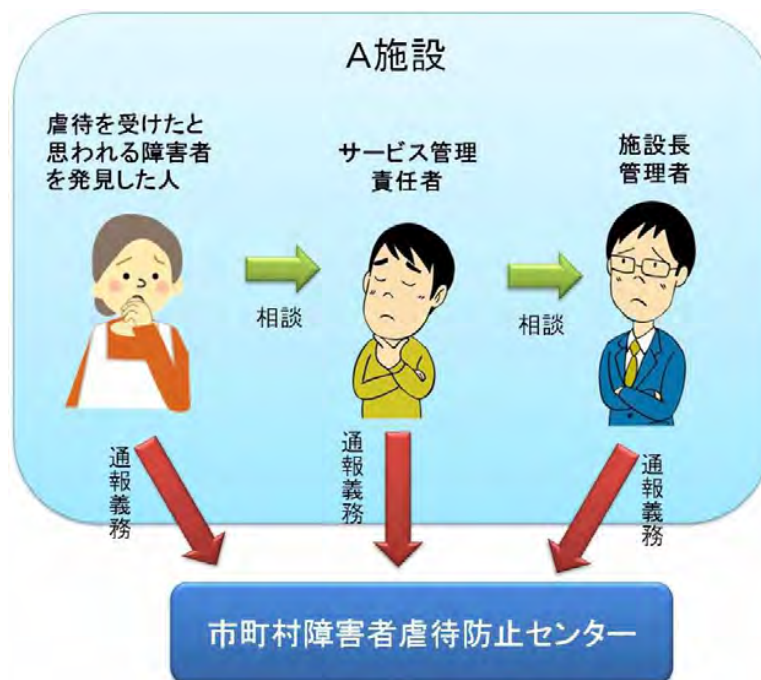 A施設
虐待を受けたと
思われる障害者
を発見した人
サービス管理
責任者
施設長
管理者
相談
相談
通報義務
通報義務
通報義務
市町村障害者虐待防止センター